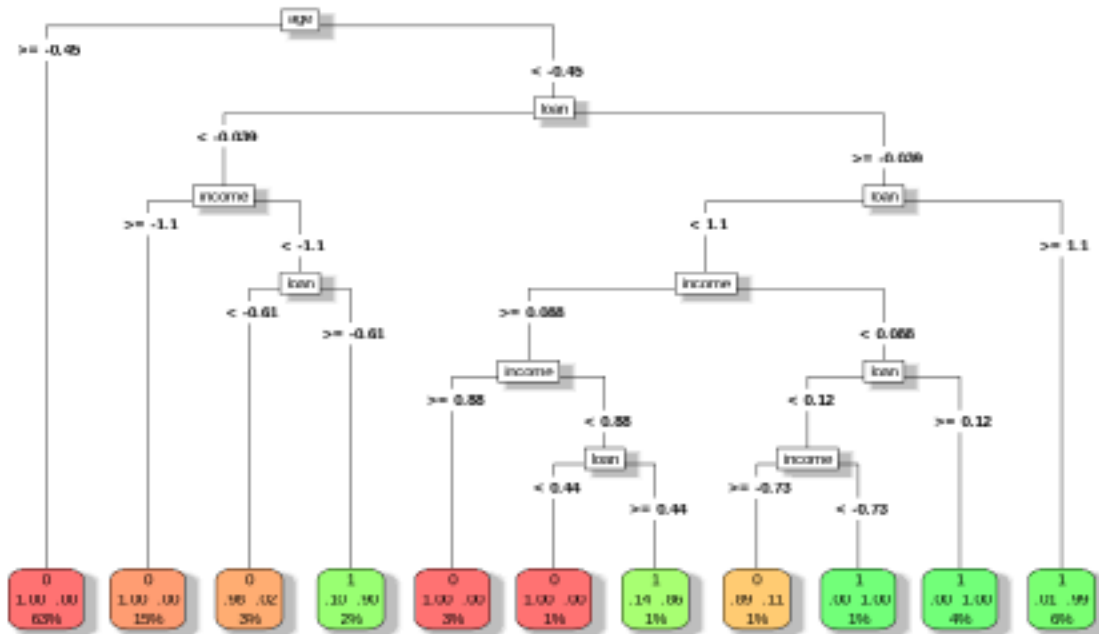 age
>= -0.45
< -0.45
loan
< -0.039
>= -0.039
income
loan
>= -1.1
< 1.1
< -1.1
>= 1.1
loan
income
< -0.61
>= 0.088
>= -0.61
< 0.088
income
loan
>= 0.88
< 0.12
< 0.88
>= 0.12
loan
income
< 0.44
>= -0.73
>= 0.44
< -0.73
0 0 0 1 0 0 1 0 1 1 1
1.00 .00 1.00 .00 .98 .02 .10 .90 1.00 .00 1.00 .00 .14 .86 .89 .11 .00 1.00 .00 1.00 .01 .99
63% 15% 3% 2% 3% 1% 1% 1% 1% 4% 6%